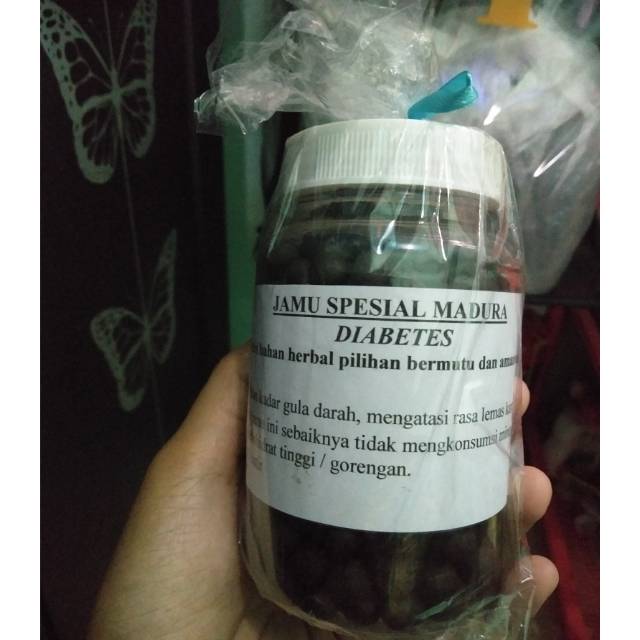 JAMU SPESIAL MADURA
DIABETES
bahan herbal pilihan bermutu dan aman
kadar gula darah, mengatasi rasa lemas
ini sebaiknya tidak mengkonsumsi
tinggi / gorengan.